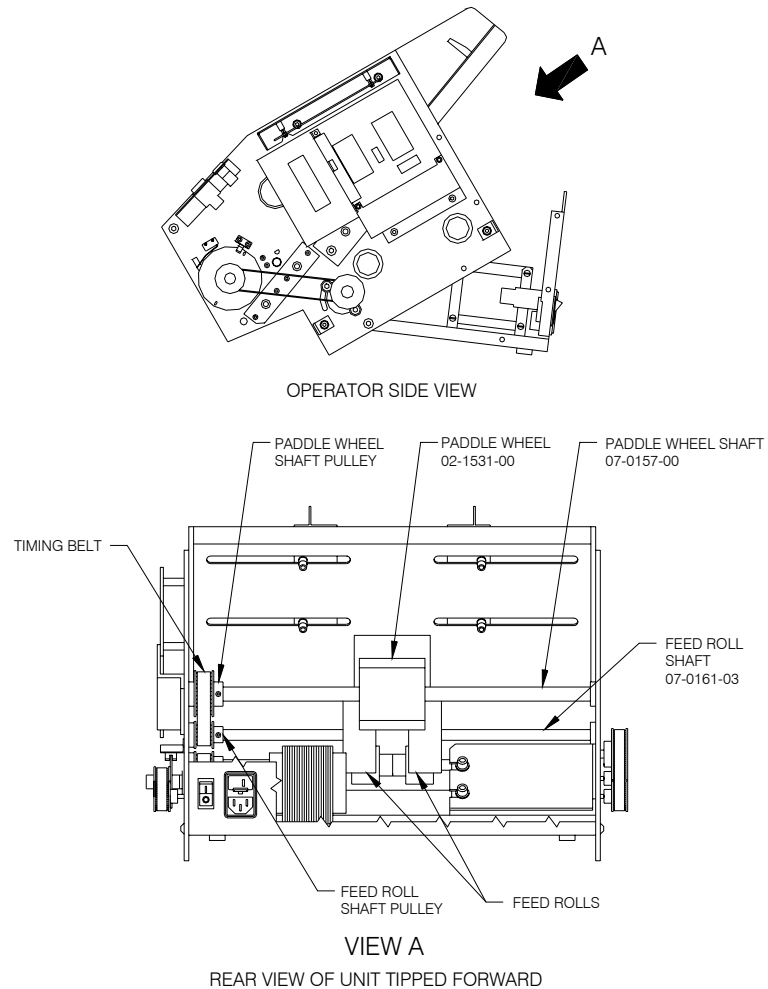 A
OPERATOR SIDE VIEW
PADDLE WHEEL
SHAFT PULLEY
PADDLE WHEEL
02-1531-00
PADDLE WHEEL SHAFT
07-0157-00
TIMING BELT
FEED ROLL
SHAFT
07-0161-03
FEED ROLL
SHAFT PULLEY
FEED ROLLS
VIEW A
REAR VIEW OF UNIT TIPPED FORWARD